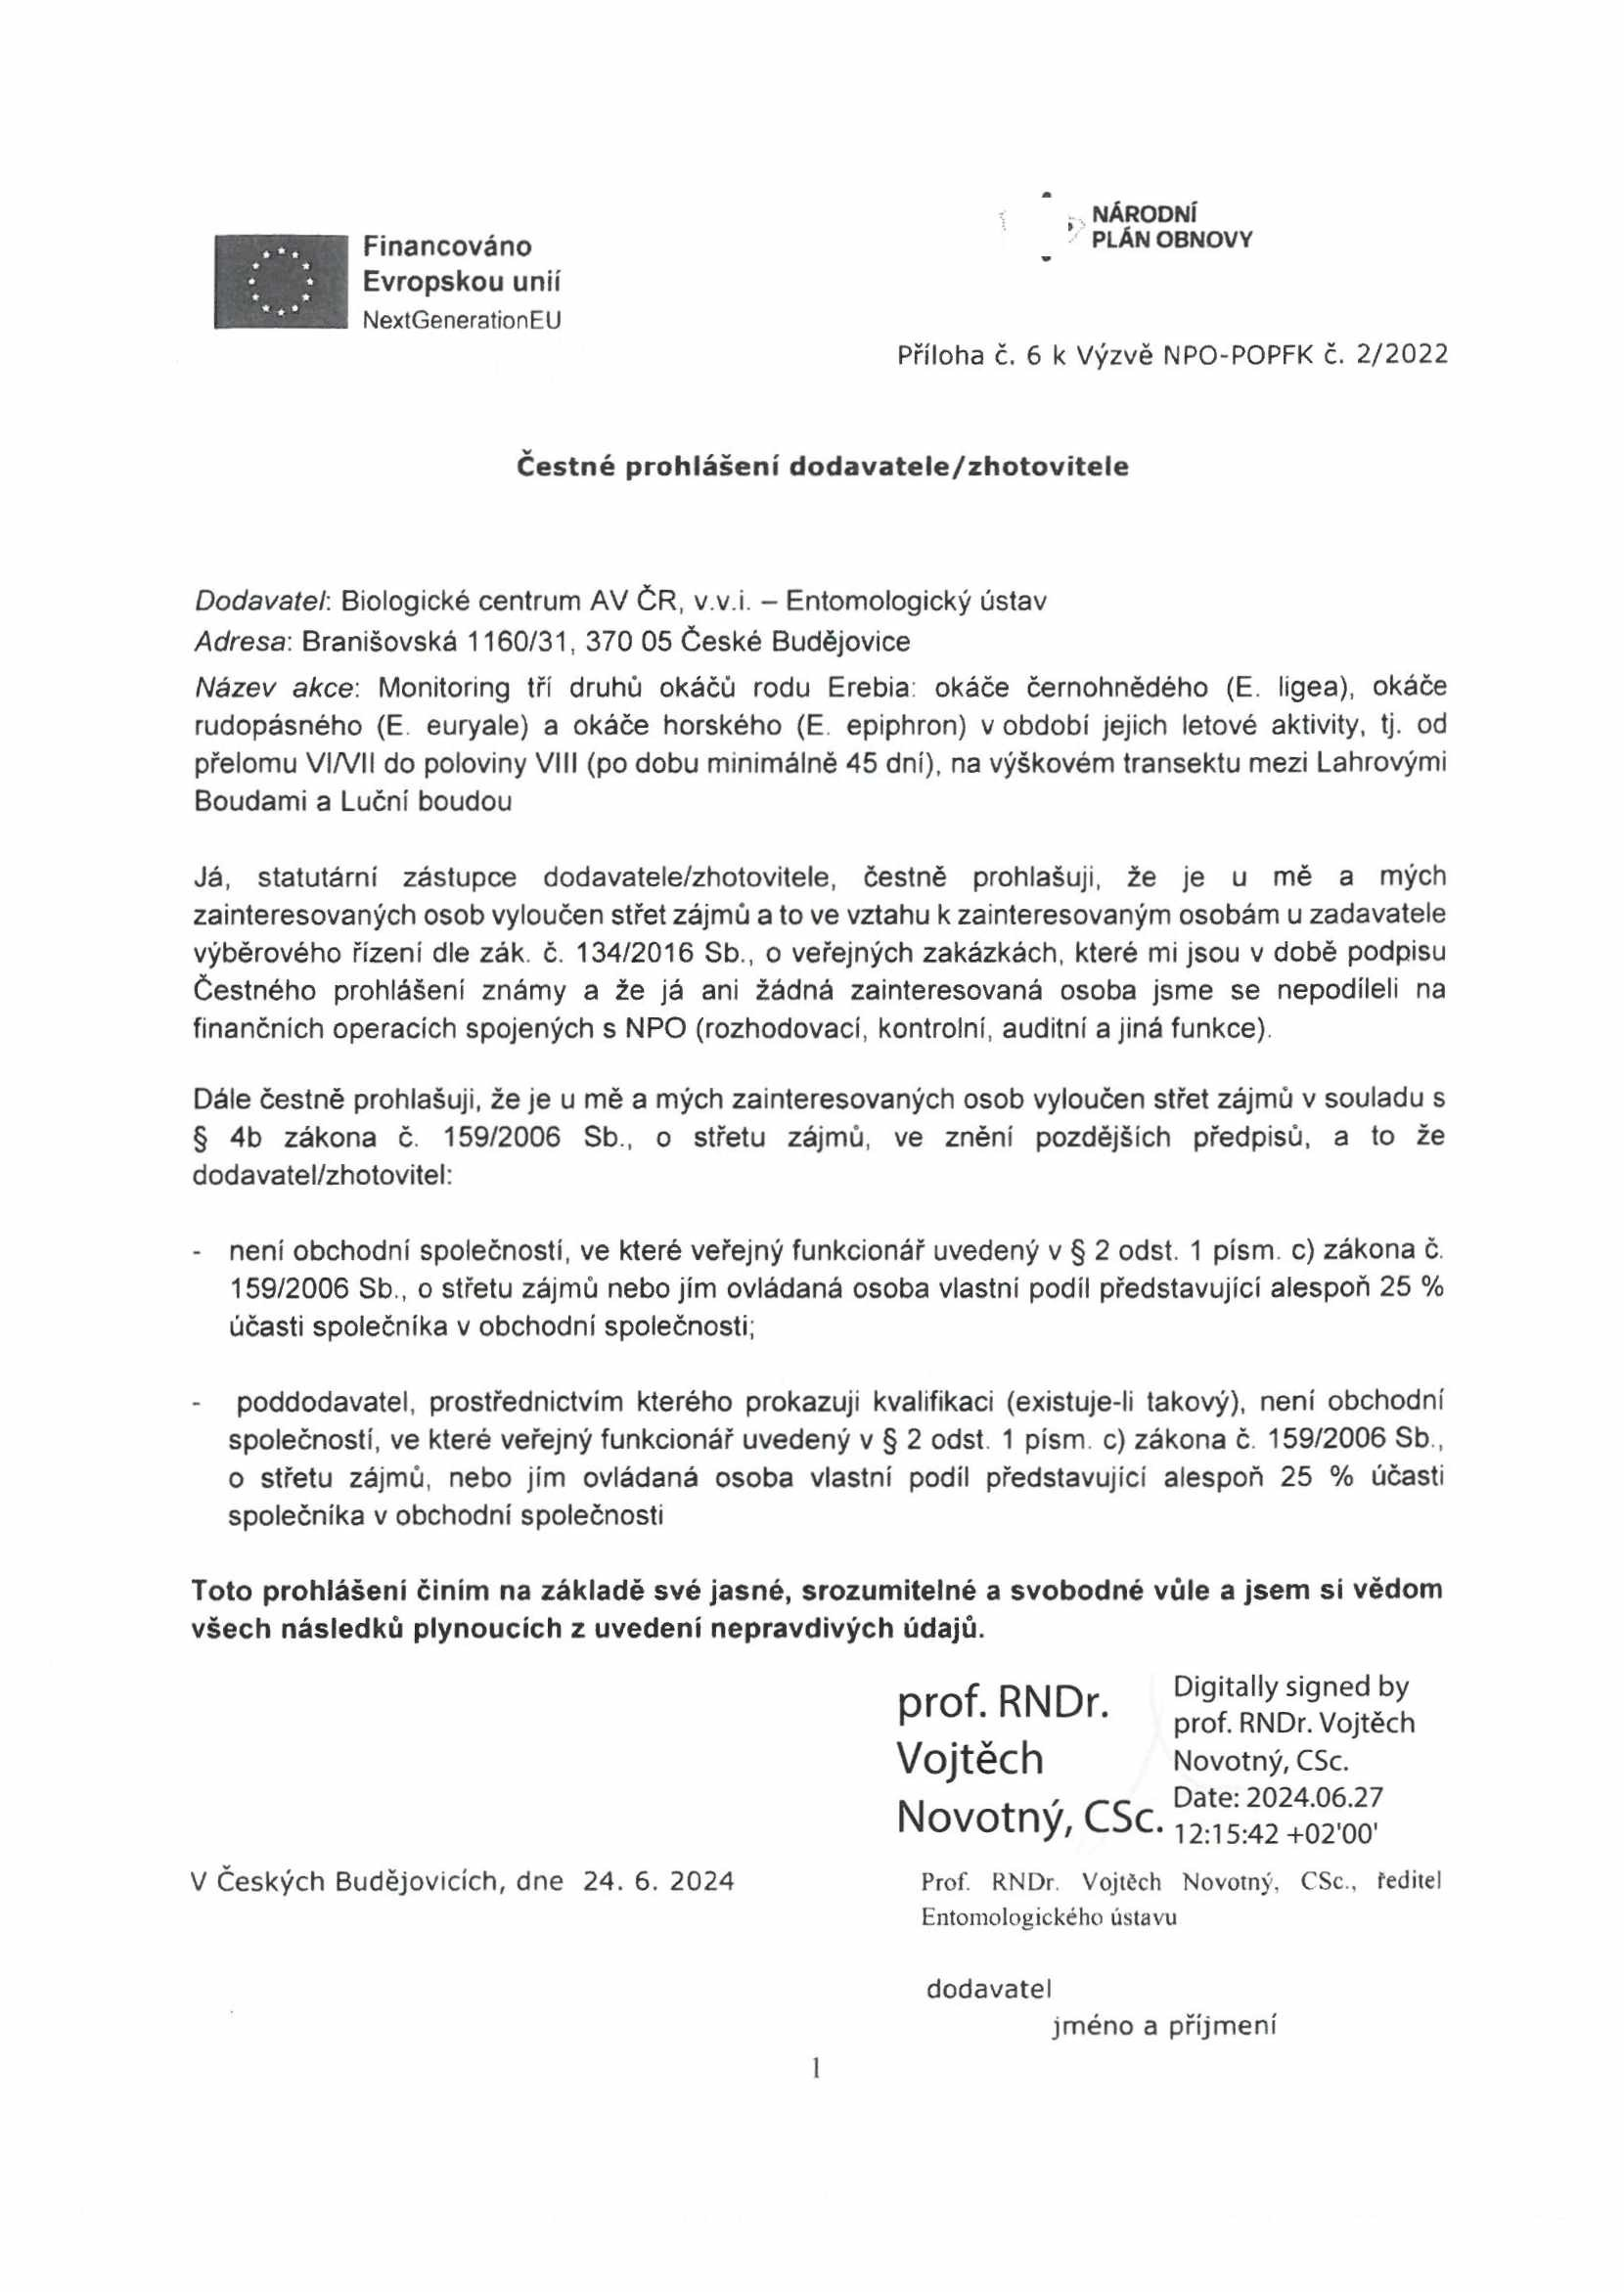 Financováno
Evropskou unií
NextGenerationEU
NÁRODNÍ
PLÁN OBNOVY
Příloha č. 6 k Výzvě NPO-POPFK č. 2/2022
Čestné prohlášení dodavatele/zhotovitele
Dodavatel: Biologické centrum AV ČR, v.v.i. – Entomologický ústav
Adresa: Branišovská 1160/31, 370 05 České Budějovice
Název akce: Monitoring tří druhů okáčů rodu Erebia: okáče černohnědého (E. ligea), okáče
rudopásného (E. euryale) a okáče horského (E. epiphron) v období jejich letové aktivity, tj. od
přelomu VI/VII do poloviny VIII (po dobu minimálně 45 dní), na výškovém transektu mezi Lahrovými
Boudami a Luční boudou
Já, statutární zástupce dodavatele/zhotovitele, čestně prohlašuji, že je u mě a mých
zainteresovaných osob vyloučen střet zájmů a to ve vztahu k zainteresovaným osobám u zadavatele
výběrového řízení dle zák. č. 134/2016 Sb., o veřejných zakázkách, které mi jsou v době podpisu
Čestného prohlášení známy a že já ani žádná zainteresovaná osoba jsme se nepodíleli na
finančních operacích spojených s NPO (rozhodovací, kontrolní, auditní a jiná funkce).
Dále čestně prohlašuji, že je u mě a mých zainteresovaných osob vyloučen střet zájmů v souladu s
§ 4b zákona č. 159/2006 Sb., o střetu zájmů, ve znění pozdějších předpisů, a to že
dodavatel/zhotovitel:
- není obchodní společností, ve které veřejný funkcionář uvedený v § 2 odst. 1 písm. c) zákona č.
159/2006 Sb., o střetu zájmů nebo jím ovládaná osoba vlastní podíl představující alespoň 25 %
účasti společníka v obchodní společnosti;
- poddodavatel, prostřednictvím kterého prokazuji kvalifikaci (existuje-li takový), není obchodní
společností, ve které veřejný funkcionář uvedený v § 2 odst. 1 písm. c) zákona č. 159/2006 Sb.,
o střetu zájmů, nebo jím ovládaná osoba vlastní podíl představující alespoň 25 % účasti
společníka v obchodní společnosti
Toto prohlášení činím na základě své jasné, srozumitelné a svobodné vůle a jsem si vědom
všech následků plynoucích z uvedení nepravdivých údajů.
prof. RNDr.
Vojtěch
Novotný, CSc.
Digitally signed by
prof. RNDr. Vojtěch
Novotný, CSc.
Date: 2024.06.27
12:15:42 +02'00'
V Českých Budějovicích, dne 24. 6. 2024
Prof. RNDr. Vojtěch Novotný, CSc., ředitel
Entomologického ústavu
dodavatel
jméno a příjmení
1